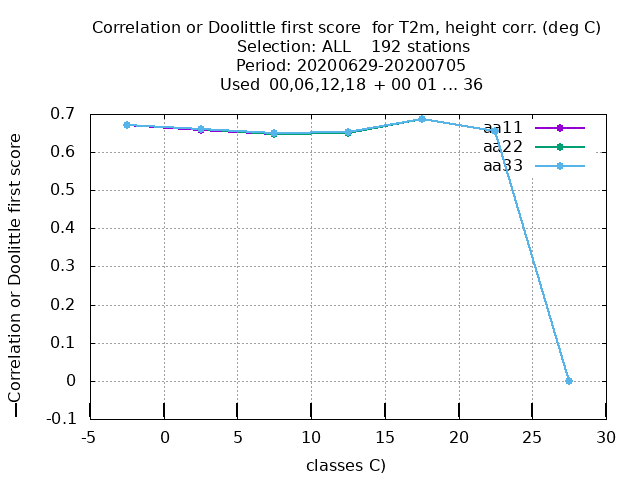 Correlation or Doolittle first score  for T2m, height corr. (deg C)
Selection: ALL    192 stations
Period: 20200629-20200705
Used  00,06,12,18  + 00 01 ... 36
0.7
0.6
0.5
0.4
0.3
0.2
0.1
0
-0.1
-5
0
5
10
15
20
25
30
aa11
aa22
aa33
Correlation or Doolittle first score
classes C)